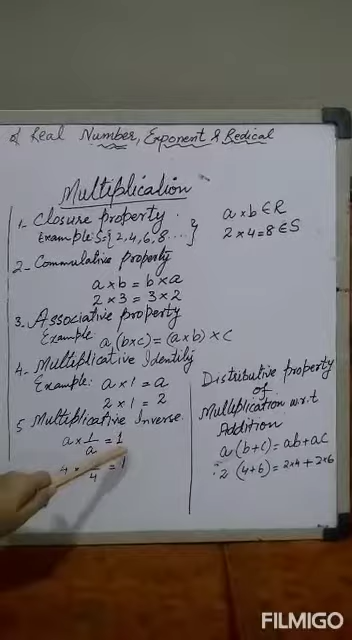 of Real Number, Exponent & Redical
Multiplication
1- Closure property.
Example: S={2,4,6,8...}
a×b∈R
2×4=8∈S
2- Commulative property
a×b = b×a
2×3 = 3×2
3. Associative property
Example: a(b×c) = (a×b)×c
4- Multiplicative Identity
Example: a×1 = a
2×1 = 2
5 Multiplicative Inverse.
a×1/a = 1
4 × /4 = 1
Distributive property
of
Multiplication w.r.t
Addition
a(b+c) = ab+ac
2(4+6) = 2×4 + 2×6
FILMIGO